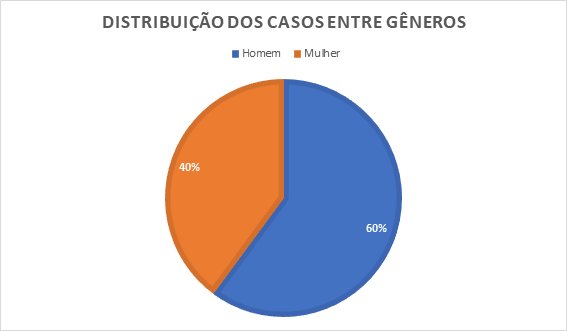 DISTRIBUIÇÃO DOS CASOS ENTRE GÊNEROS
Homem Mulher
40%
60%